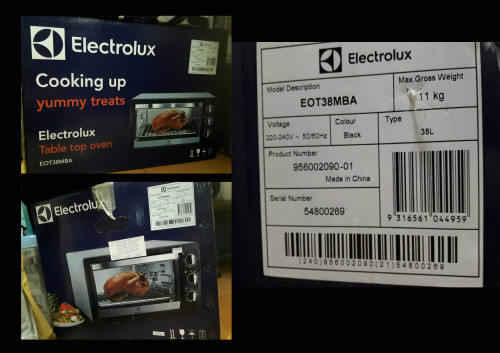 Electrolux
Cooking up
yummy treats
Electrolux
Table top oven
EOT38MBA
Electrolux
Electrolux
Model Description
Max.Gross Weight
EOT38MBA
11 kg
Voltage
Colour
Type
220-240V ~ 50/60Hz
Black
38L
Product Number
956002090-01
Made in China
Serial Number
54800269
9 316561 044959
(240)956002090(21)54800269